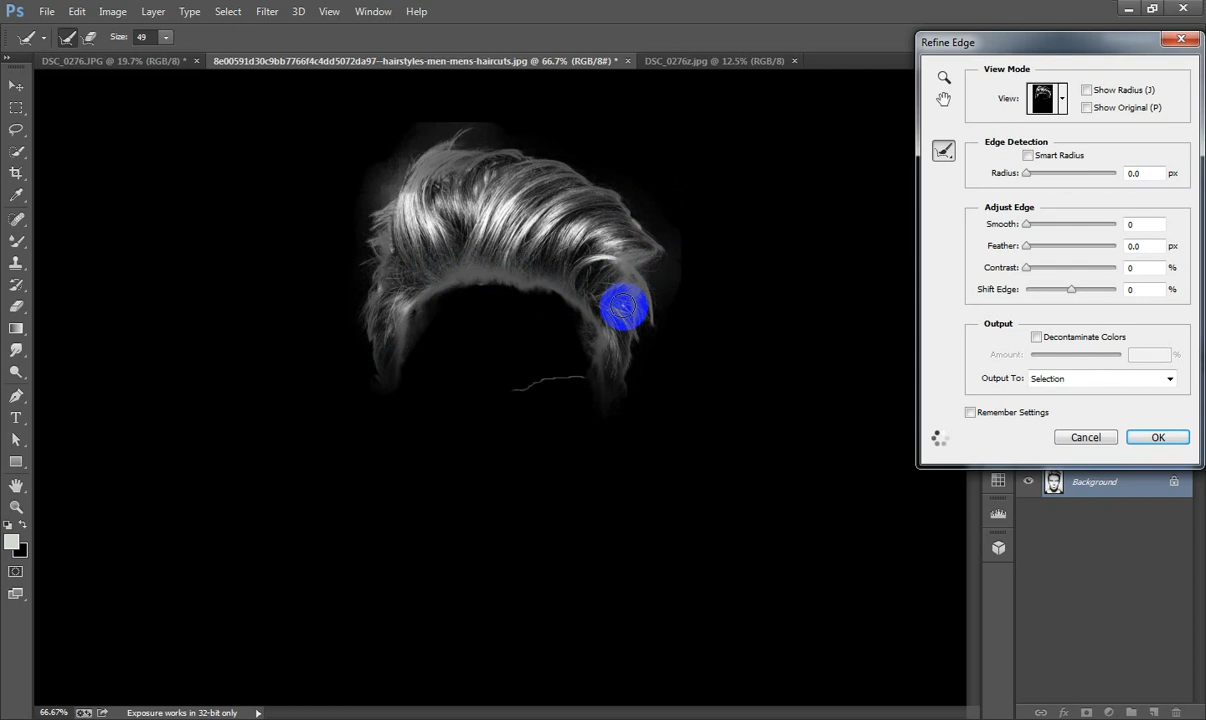 Ps File Edit Image Layer Type Select Filter 3D View Window Help
Size: 49
DSC_0276.JPG @ 19.7% (RGB/8) * × 8e00591d30c9bb7766f4c4dd5072da97--hairstyles-men-mens-haircuts.jpg @ 66.7% (RGB/8#) * × DSC_0276z.jpg @ 12.5% (RGB/8) ×
Refine Edge
View Mode
View:
Show Radius (J)
Show Original (P)
Edge Detection
Smart Radius
Radius: 0.0 px
Adjust Edge
Smooth: 0
Feather: 0.0 px
Contrast: 0 %
Shift Edge: 0 %
Output
Decontaminate Colors
Amount: %
Output To: Selection
Remember Settings
Cancel OK
Background
T
fx
66.67% Exposure works in 32-bit only